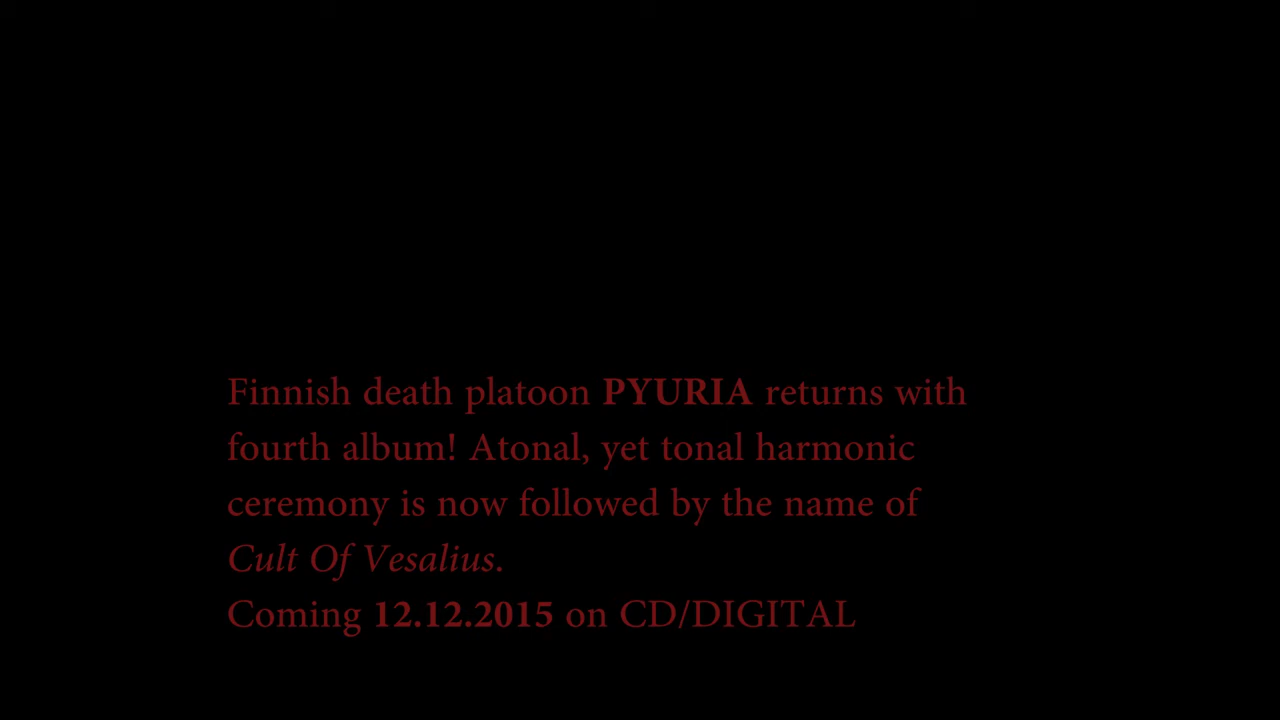 Finnish death platoon PYURIA returns with
fourth album! Atonal, yet tonal harmonic
ceremony is now followed by the name of
Cult Of Vesalius.
Coming 12.12.2015 on CD/DIGITAL